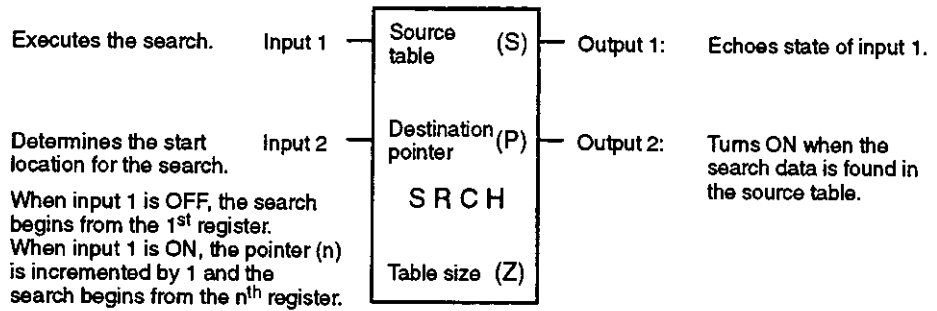 Executes the search. Input 1 Source table (S) Output 1: Echoes state of input 1.
Determines the start location for the search. Input 2 Destination pointer (P) Output 2: Turns ON when the search data is found in the source table.
When input 1 is OFF, the search
begins from the 1st register.
When input 1 is ON, the pointer (n)
is incremented by 1 and the
search begins from the nth register.
S R C H
Table size (Z)